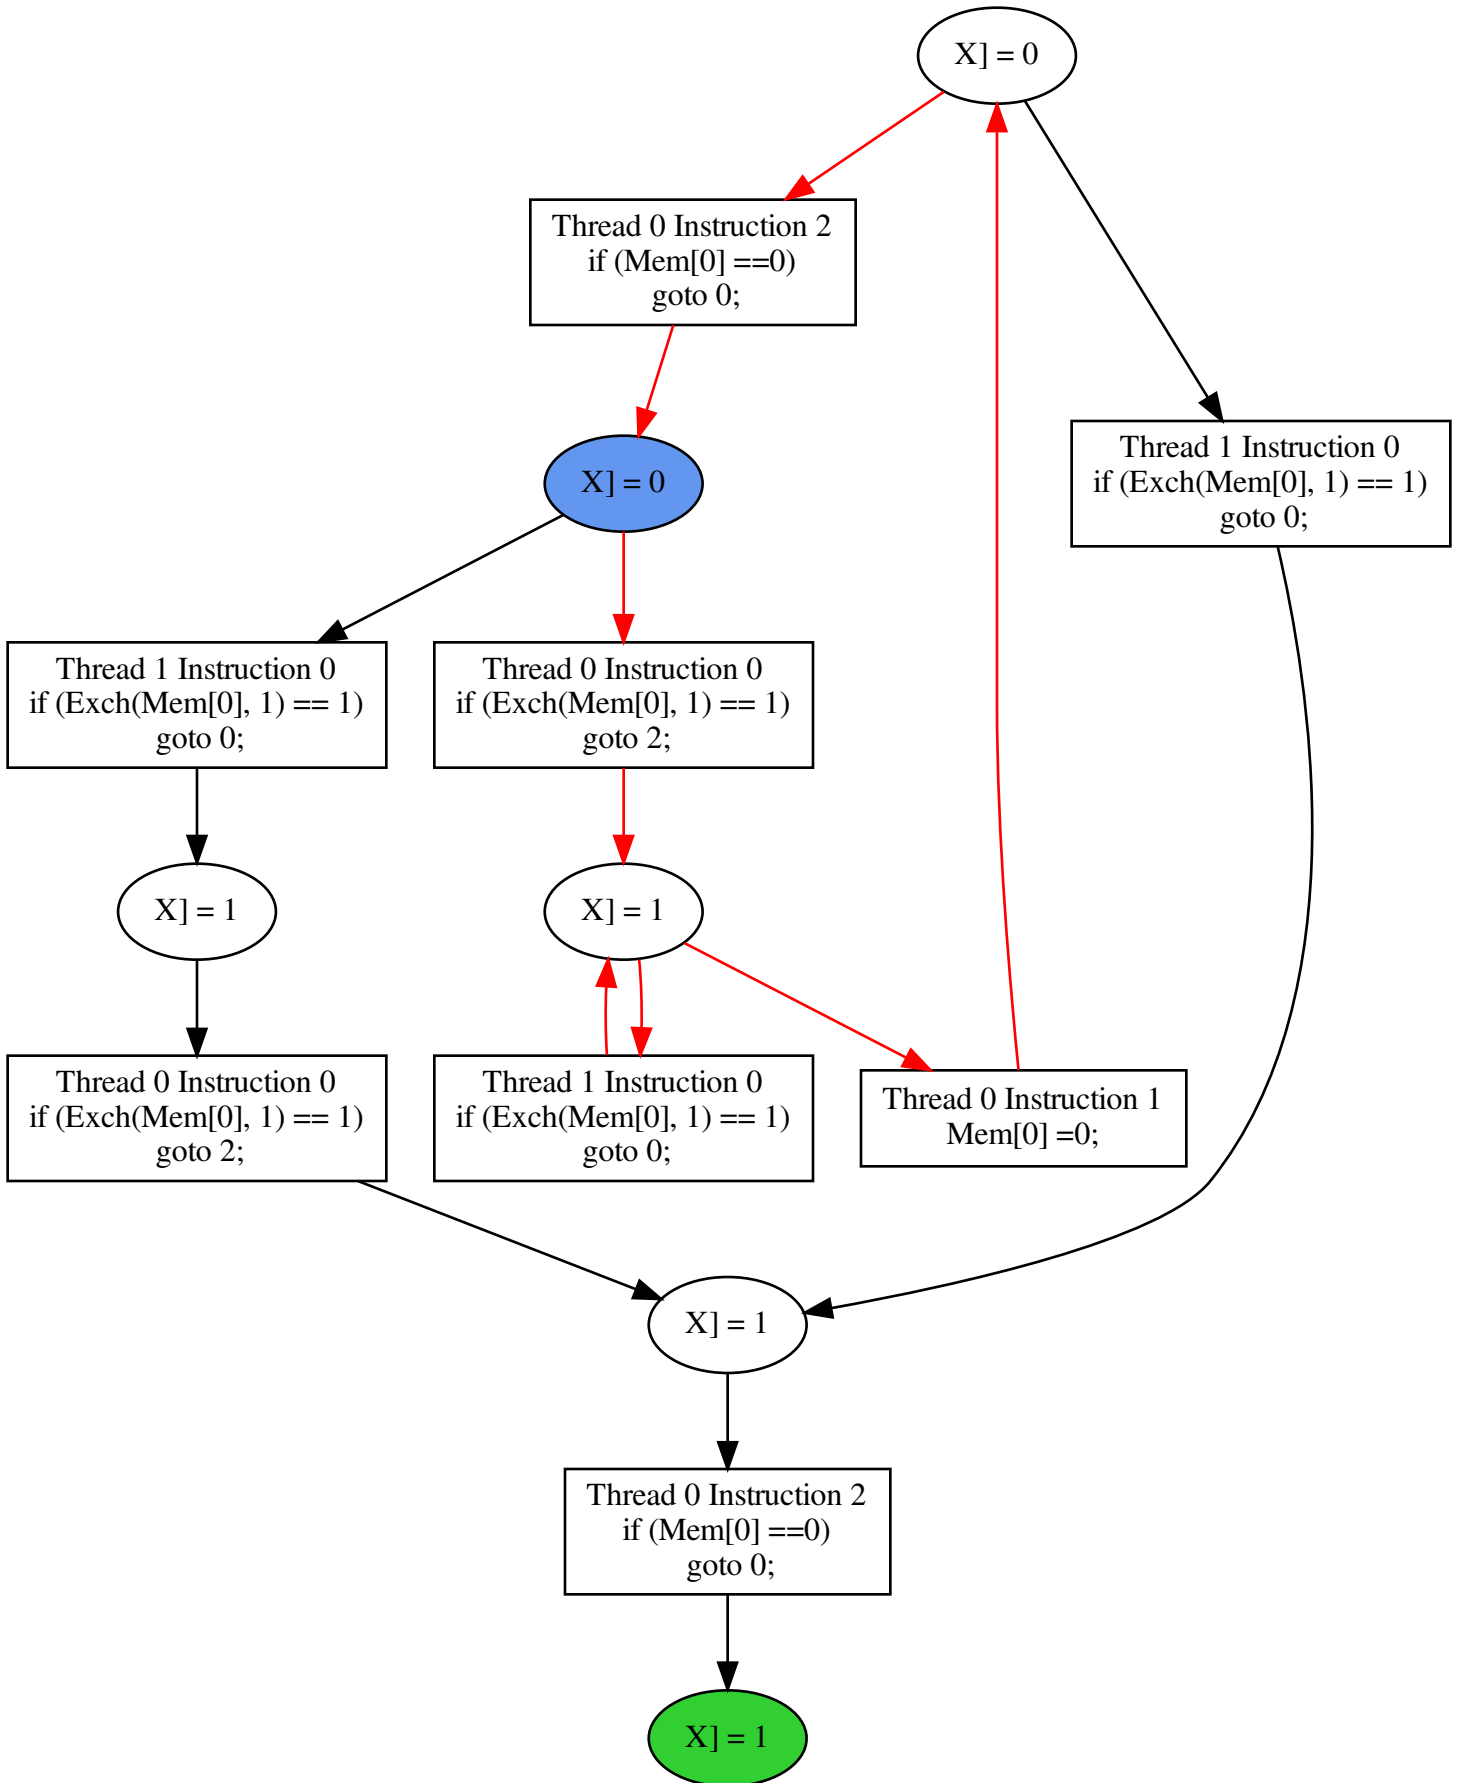 X] = 0
Thread 0 Instruction 2
if (Mem[0] ==0)
goto 0;
Thread 1 Instruction 0
if (Exch(Mem[0], 1) == 1)
goto 0;
X] = 0
Thread 1 Instruction 0
if (Exch(Mem[0], 1) == 1)
goto 0;
Thread 0 Instruction 0
if (Exch(Mem[0], 1) == 1)
goto 2;
X] = 1
X] = 1
Thread 0 Instruction 0
if (Exch(Mem[0], 1) == 1)
goto 2;
Thread 1 Instruction 0
if (Exch(Mem[0], 1) == 1)
goto 0;
Thread 0 Instruction 1
Mem[0] =0;
X] = 1
Thread 0 Instruction 2
if (Mem[0] ==0)
goto 0;
X] = 1